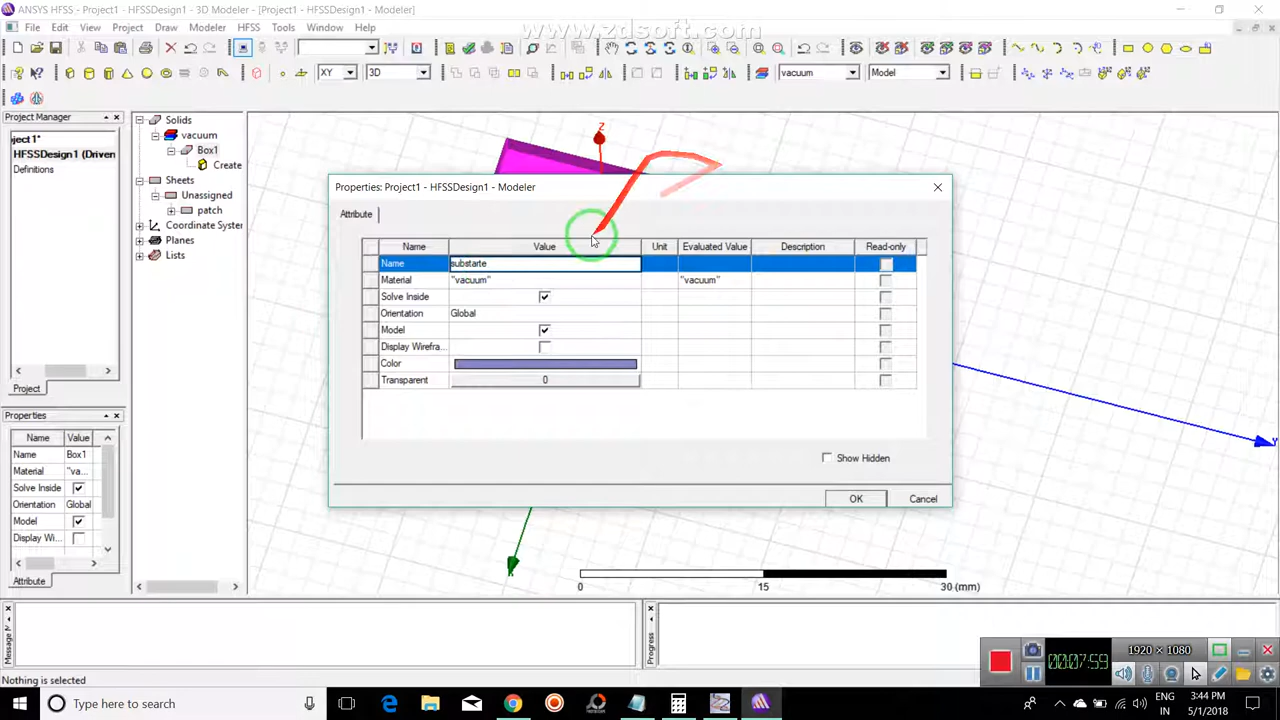 ANSYS HFSS - Project1 - HFSSDesign1 - 3D Modeler - [Project1 - HFSSDesign1 - Modeler]
www.zdsoft.com
File Edit View Project Draw Modeler HFSS Tools Window Help
XY 3D vacuum Model
Project Manager
ject1*
HFSSDesign1 (Driven
Definitions
Project
Solids
vacuum
Box1
Create
Sheets
Unassigned
patch
Coordinate System
Planes
Lists
Z
Properties: Project1 - HFSSDesign1 - Modeler
Attribute
Name Value Unit Evaluated Value Description Read-only
Name substarte
Material "vacuum" "vacuum"
Solve Inside
Orientation Global
Model
Display Wirefra...
Color
Transparent 0
Show Hidden
OK Cancel
Properties
Name Value
Name Box1
Material "va...
Solve Inside
Orientation Global
Model
Display Wi...
Attribute
Y
0 15 30 (mm)
Message M
Progress
Nothing is selected
00:07:59
1920 × 1080
Type here to search
ENG
IN
3:44 PM
5/1/2018